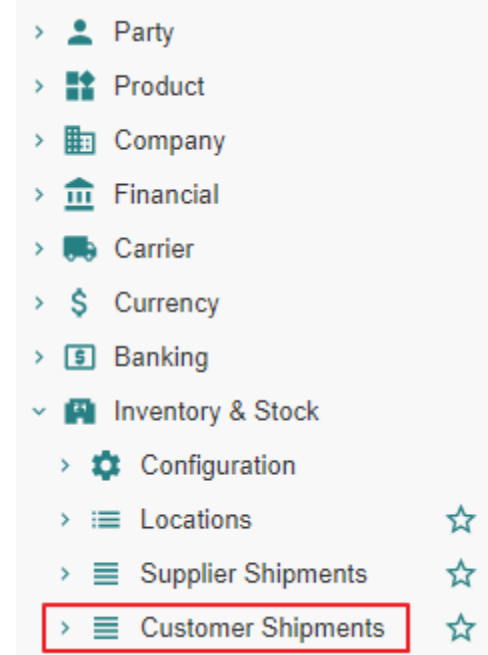 Party
Product
Company
Financial
Carrier
Currency
Banking
Inventory & Stock
Configuration
Locations
Supplier Shipments
Customer Shipments